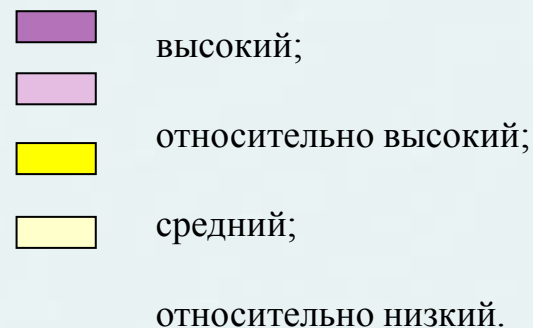 высокий;
относительно высокий;
средний;
относительно низкий.